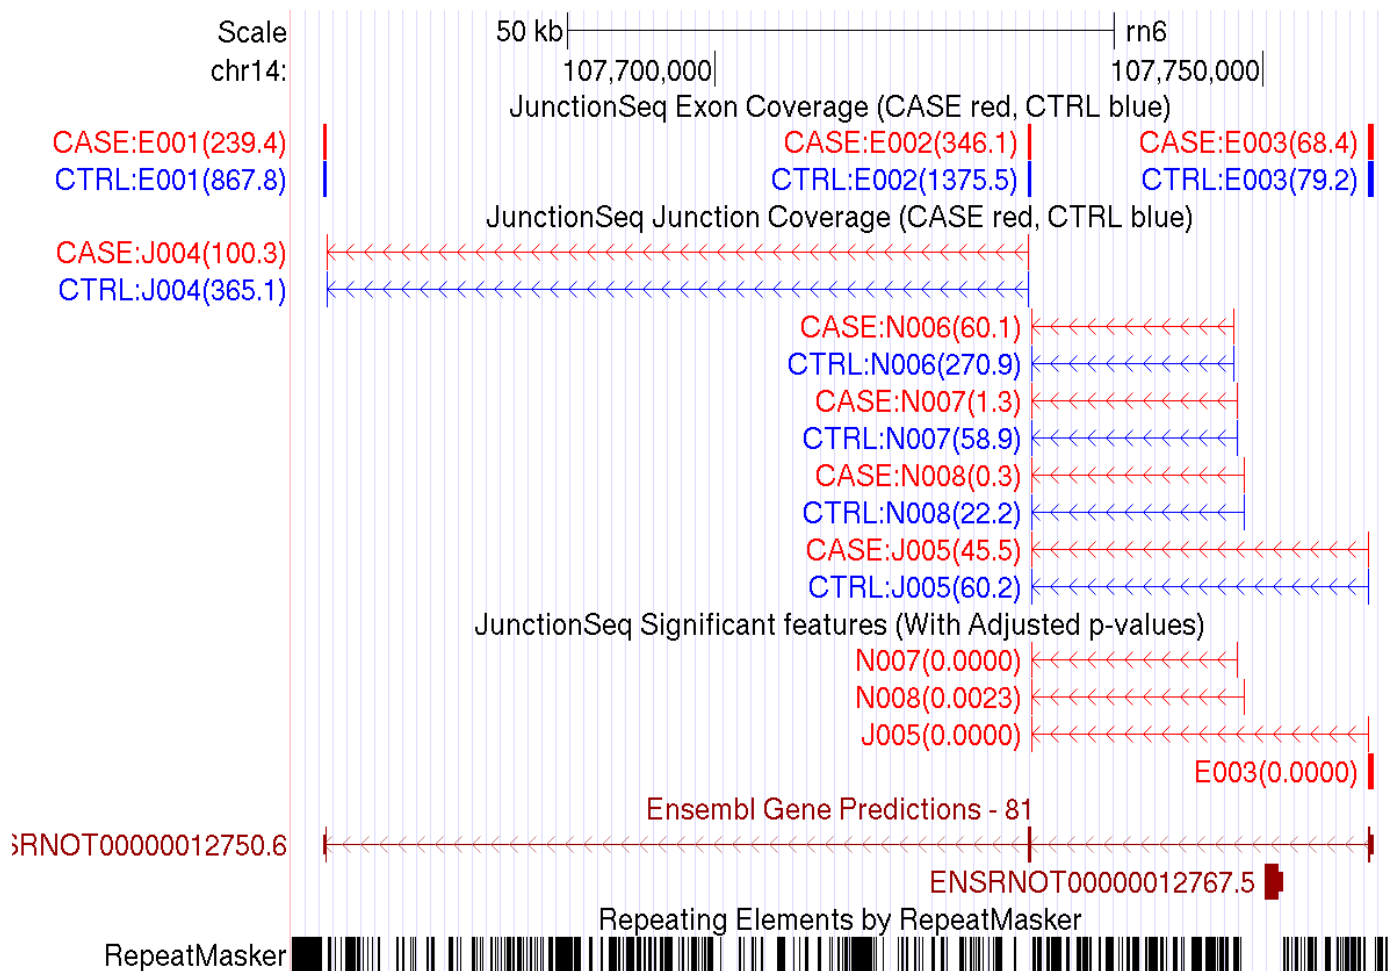 Scale 50 kb rn6
chr14: 107,700,000 107,750,000
JunctionSeq Exon Coverage (CASE red, CTRL blue)
CASE:E001(239.4) CASE:E002(346.1) CASE:E003(68.4)
CTRL:E001(867.8) CTRL:E002(1375.5) CTRL:E003(79.2)
JunctionSeq Junction Coverage (CASE red, CTRL blue)
CASE:J004(100.3)
CTRL:J004(365.1)
CASE:N006(60.1)
CTRL:N006(270.9)
CASE:N007(1.3)
CTRL:N007(58.9)
CASE:N008(0.3)
CTRL:N008(22.2)
CASE:J005(45.5)
CTRL:J005(60.2)
JunctionSeq Significant features (With Adjusted p-values)
N007(0.0000)
N008(0.0023)
J005(0.0000)
E003(0.0000)
Ensembl Gene Predictions - 81
SRNOT00000012750.6
ENSRNOT00000012767.5
Repeating Elements by RepeatMasker
RepeatMasker